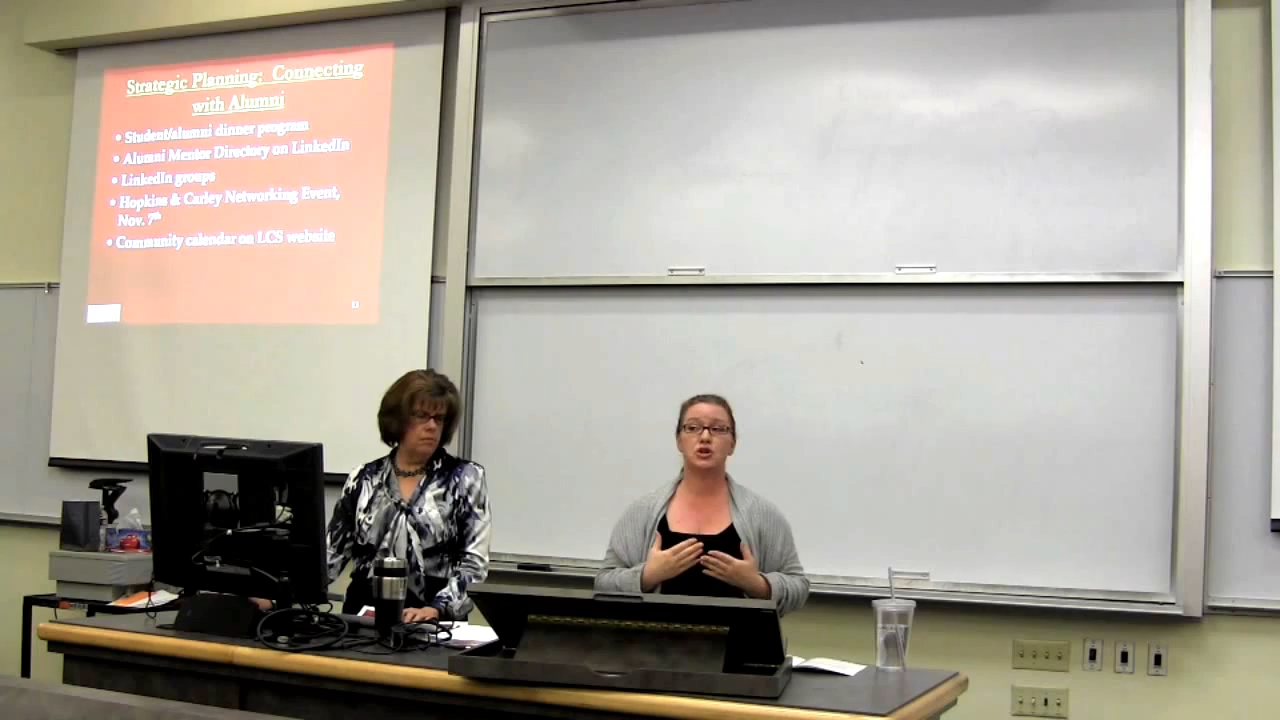 Strategic Planning: Connecting
with Alumni
• Student/alumni dinner program
• Alumni Mentor Directory on LinkedIn
• LinkedIn groups
• Hopkins & Carley Networking Event,
Nov. 7th
• Community calendar on LCS website